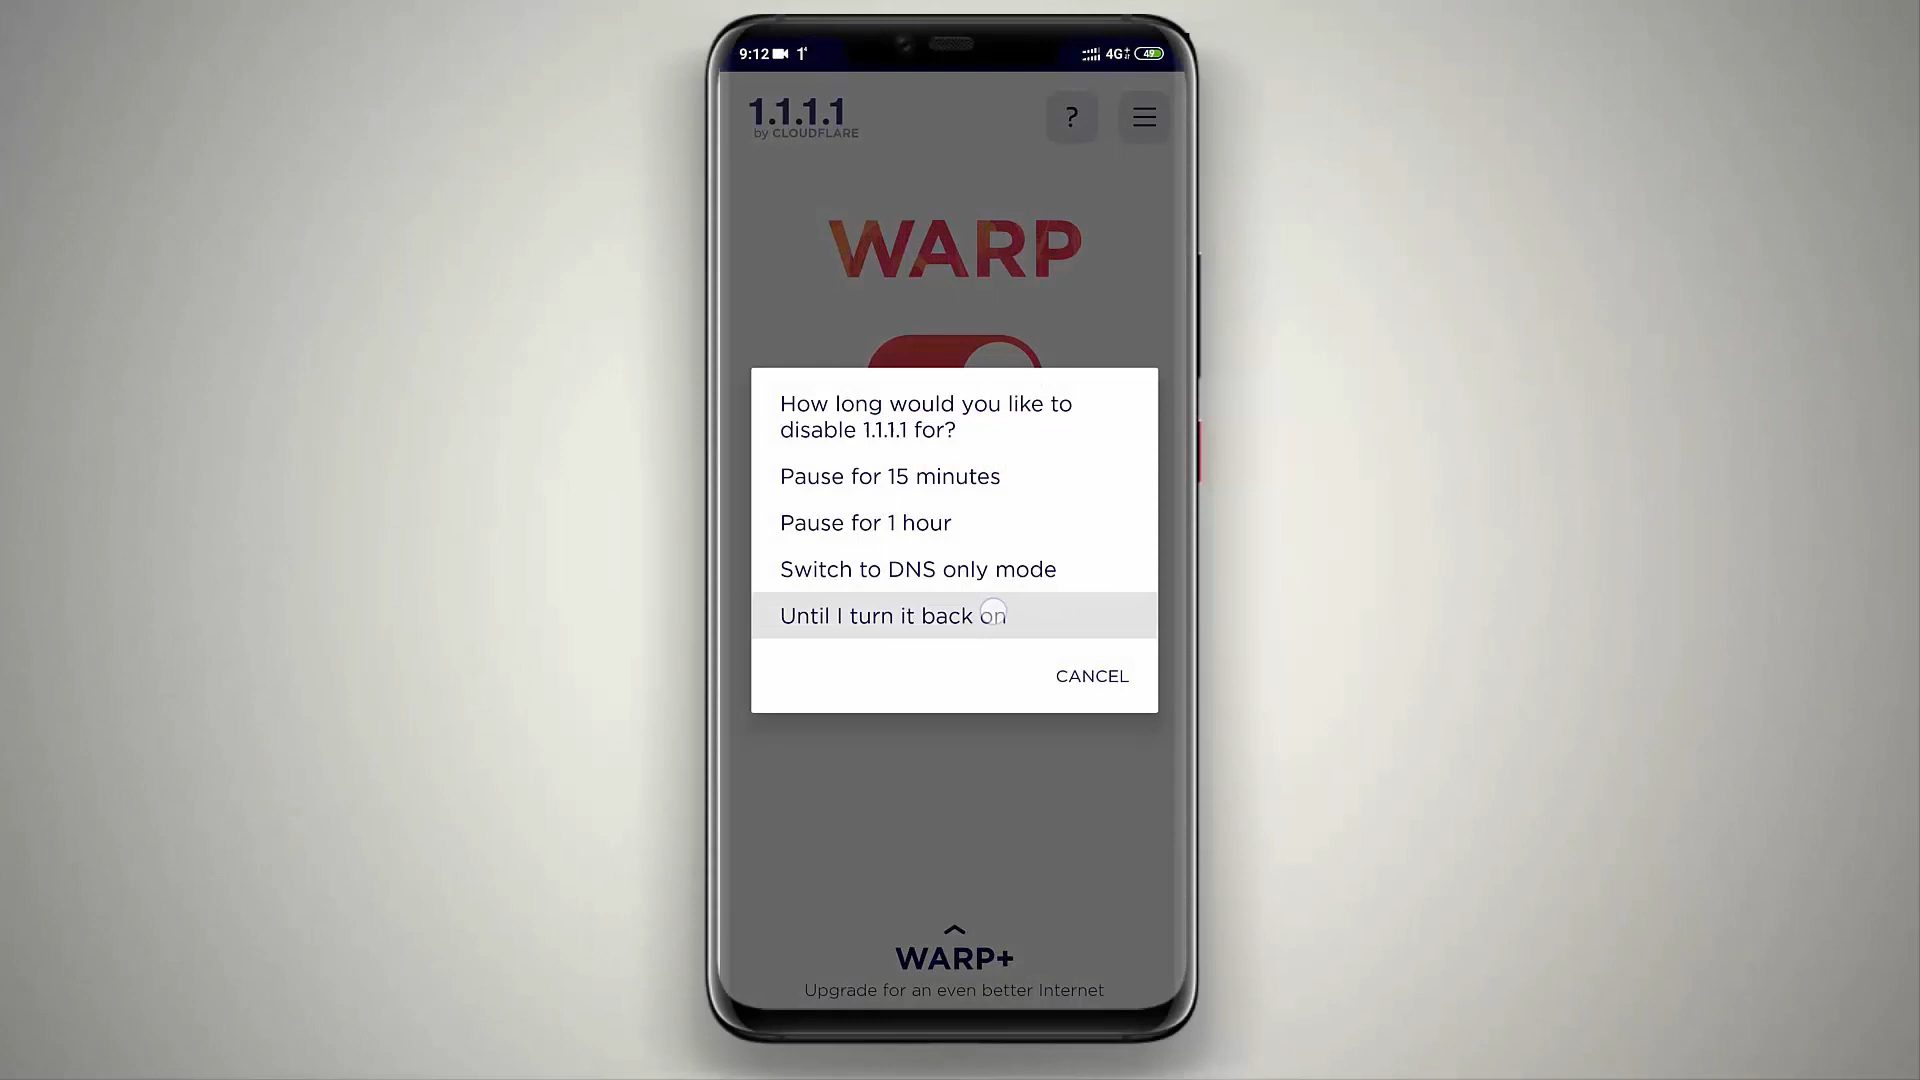 9:12 1
4G+ 49
1.1.1.1
by CLOUDFLARE
?
WARP
How long would you like to
disable 1.1.1.1 for?
Pause for 15 minutes
Pause for 1 hour
Switch to DNS only mode
Until I turn it back on
CANCEL
WARP+
Upgrade for an even better Internet